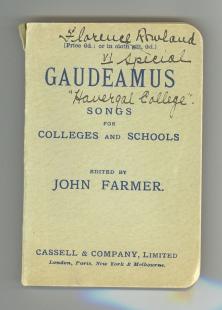 Florence Rowland
(Price 6d.; or in cloth gilt, 9d.)
VI Special
GAUDEAMUS
"Havergal College".
SONGS
FOR
COLLEGES AND SCHOOLS
EDITED BY
JOHN FARMER.
CASSELL & COMPANY, LIMITED
London, Paris, New York & Melbourne.